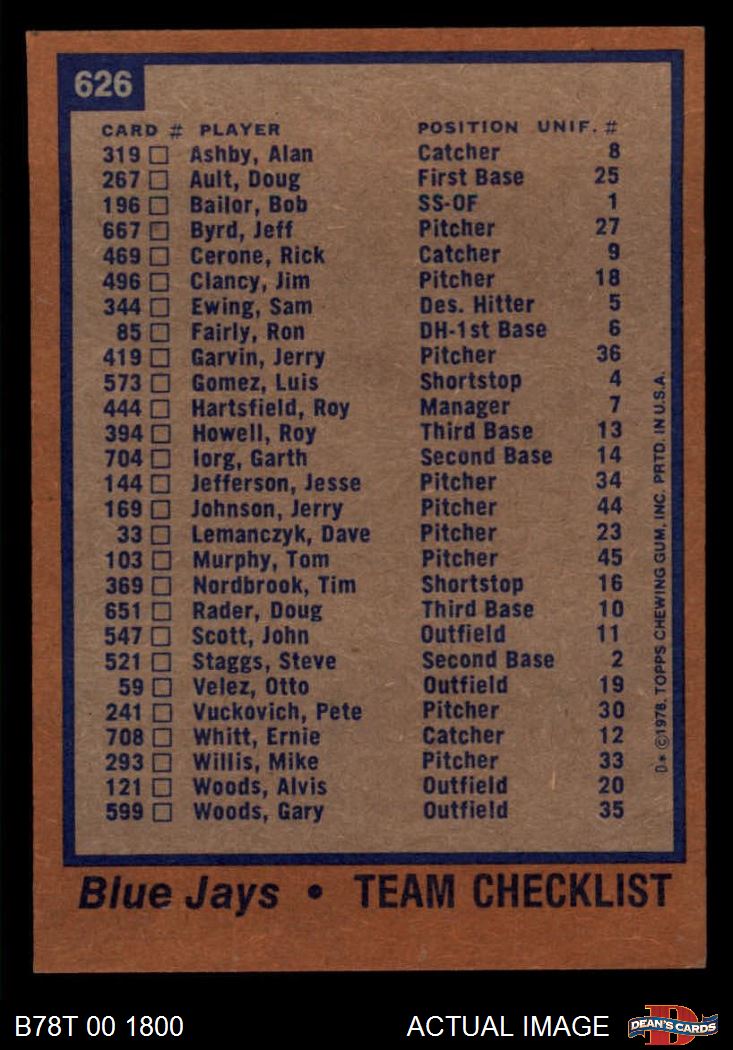 626
CARD # PLAYER POSITION UNIF. #
319 Ashby, Alan Catcher 8
267 Ault, Doug First Base 25
196 Bailor, Bob SS-OF 1
667 Byrd, Jeff Pitcher 27
469 Cerone, Rick Catcher 9
496 Clancy, Jim Pitcher 18
344 Ewing, Sam Des. Hitter 5
85 Fairly, Ron DH-1st Base 6
419 Garvin, Jerry Pitcher 36
573 Gomez, Luis Shortstop 4
444 Hartsfield, Roy Manager 7
394 Howell, Roy Third Base 13
704 Iorg, Garth Second Base 14
144 Jefferson, Jesse Pitcher 34
169 Johnson, Jerry Pitcher 44
33 Lemanczyk, Dave Pitcher 23
103 Murphy, Tom Pitcher 45
369 Nordbrook, Tim Shortstop 16
651 Rader, Doug Third Base 10
547 Scott, John Outfield 11
521 Staggs, Steve Second Base 2
59 Velez, Otto Outfield 19
241 Vuckovich, Pete Pitcher 30
708 Whitt, Ernie Catcher 12
293 Willis, Mike Pitcher 33
121 Woods, Alvis Outfield 20
599 Woods, Gary Outfield 35
D* ©1978, TOPPS CHEWING GUM, INC. PRTD. IN U.S.A.
Blue Jays • TEAM CHECKLIST
B78T 00 1800 ACTUAL IMAGE
D
DEAN'S CARDS